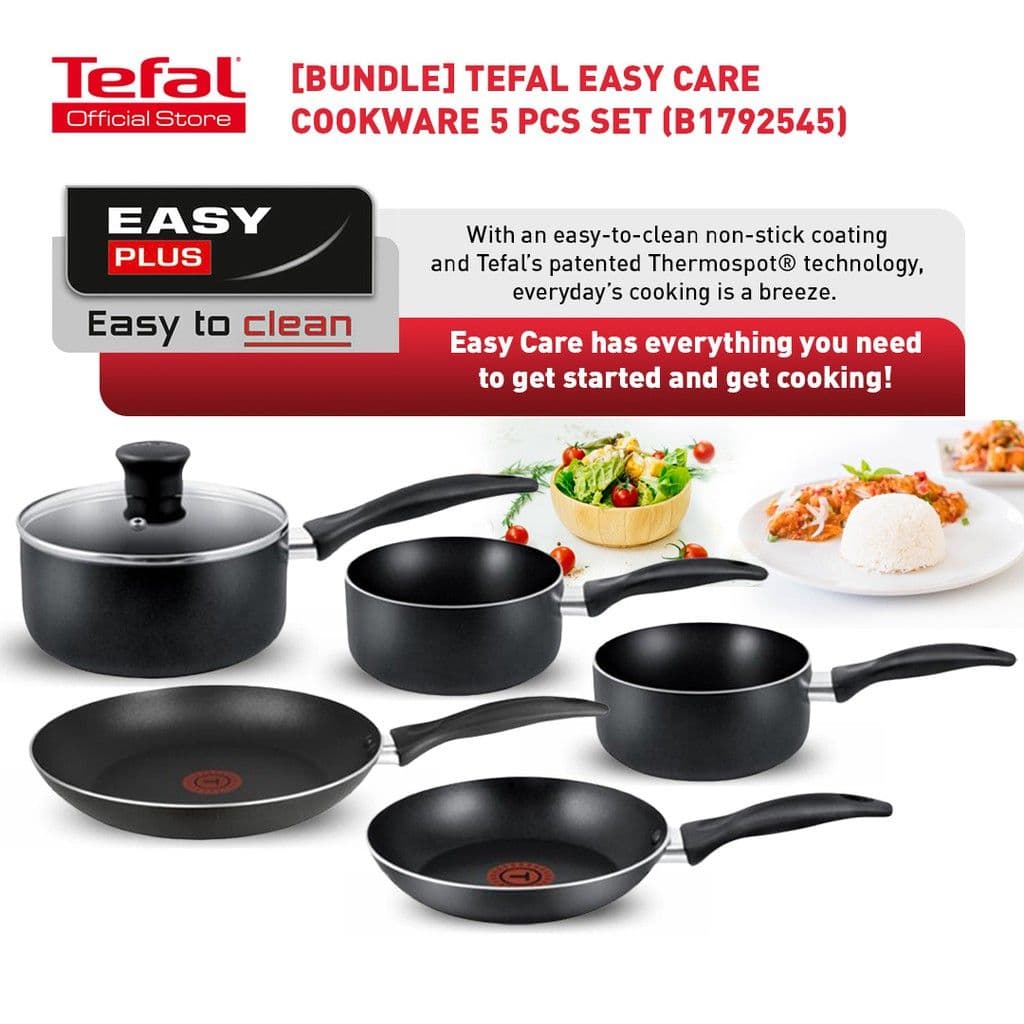 Tefal
Official Store
[BUNDLE] TEFAL EASY CARE
COOKWARE 5 PCS SET (B1792545)
EASY
PLUS
Easy to clean
With an easy-to-clean non-stick coating
and Tefal's patented Thermospot® technology,
everyday's cooking is a breeze.
Easy Care has everything you need
to get started and get cooking!